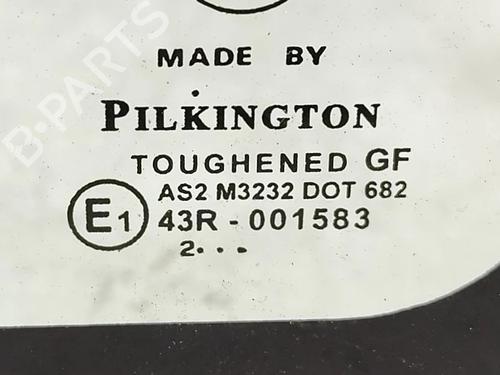 B-PARTS
MADE BY
PILKINGTON
TOUGHENED GF
AS2 M3232 DOT 682
E1 43R - 001583
2. . .